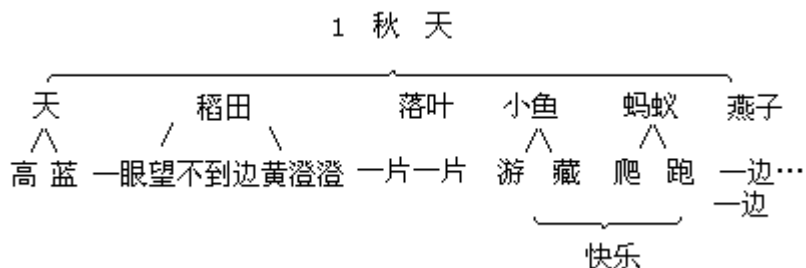 1 秋 天
天 稻田 落叶 小鱼 蚂蚁 燕子
高 蓝 一眼望不到边 黄澄澄 一片一片 游 藏 爬 跑 一边…
一边
快乐